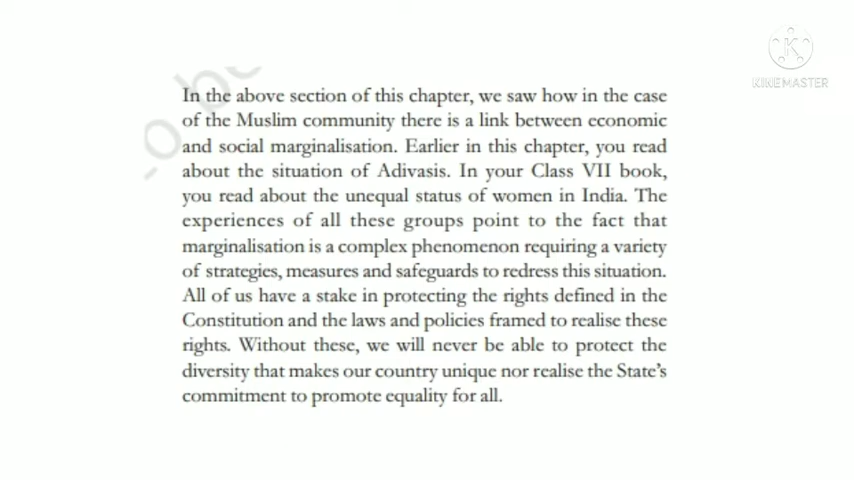 KINEMASTER
In the above section of this chapter, we saw how in the case
of the Muslim community there is a link between economic
and social marginalisation. Earlier in this chapter, you read
about the situation of Adivasis. In your Class VII book,
you read about the unequal status of women in India. The
experiences of all these groups point to the fact that
marginalisation is a complex phenomenon requiring a variety
of strategies, measures and safeguards to redress this situation.
All of us have a stake in protecting the rights defined in the
Constitution and the laws and policies framed to realise these
rights. Without these, we will never be able to protect the
diversity that makes our country unique nor realise the State's
commitment to promote equality for all.